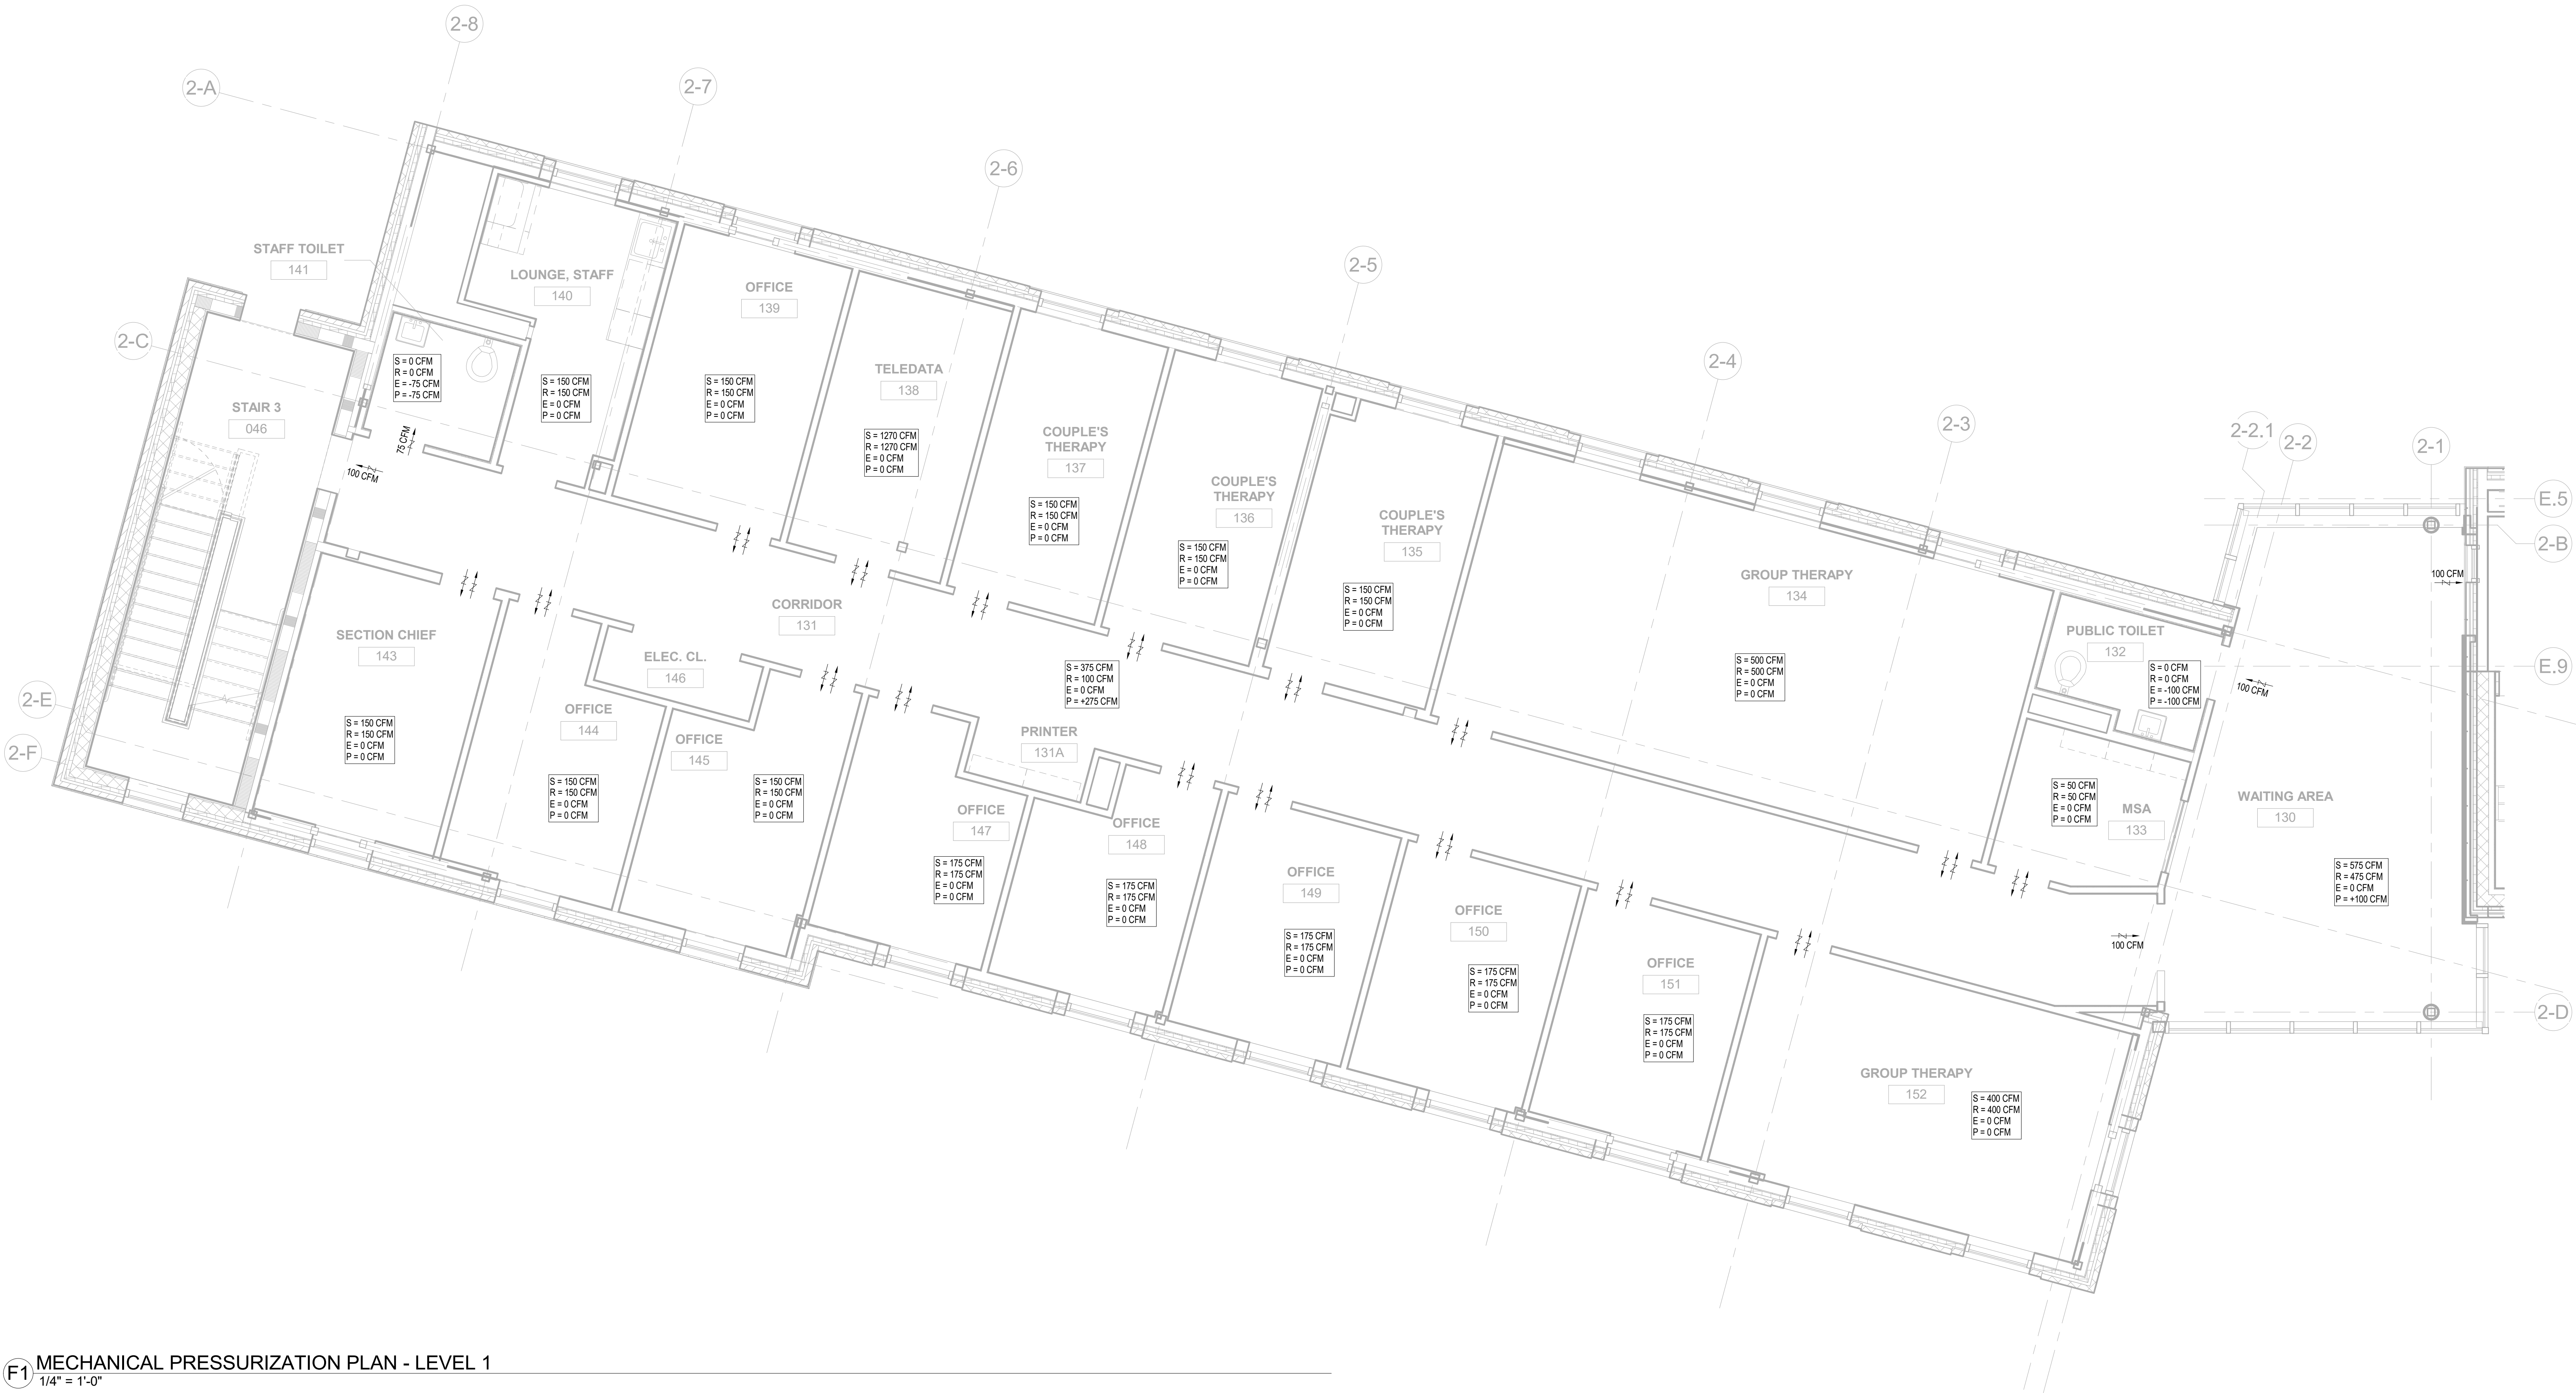 2-8
2-A
2-7
2-6
2-5
2-4
2-3
2-2.1
2-2
2-1
E.5
2-B
E.9
2-D
2-C
2-E
2-F
STAFF TOILET
141
S = 0 CFM
R = 0 CFM
E = -75 CFM
P = -75 CFM
75 CFM
100 CFM
STAIR 3
046
LOUNGE, STAFF
140
S = 150 CFM
R = 150 CFM
E = 0 CFM
P = 0 CFM
OFFICE
139
S = 150 CFM
R = 150 CFM
E = 0 CFM
P = 0 CFM
TELEDATA
138
S = 1270 CFM
R = 1270 CFM
E = 0 CFM
P = 0 CFM
COUPLE'S
THERAPY
137
S = 150 CFM
R = 150 CFM
E = 0 CFM
P = 0 CFM
COUPLE'S
THERAPY
136
S = 150 CFM
R = 150 CFM
E = 0 CFM
P = 0 CFM
COUPLE'S
THERAPY
135
S = 150 CFM
R = 150 CFM
E = 0 CFM
P = 0 CFM
GROUP THERAPY
134
S = 500 CFM
R = 500 CFM
E = 0 CFM
P = 0 CFM
PUBLIC TOILET
132
S = 0 CFM
R = 0 CFM
E = -100 CFM
P = -100 CFM
100 CFM
100 CFM
MSA
133
S = 50 CFM
R = 50 CFM
E = 0 CFM
P = 0 CFM
WAITING AREA
130
S = 575 CFM
R = 475 CFM
E = 0 CFM
P = +100 CFM
100 CFM
CORRIDOR
131
S = 375 CFM
R = 100 CFM
E = 0 CFM
P = +275 CFM
SECTION CHIEF
143
S = 150 CFM
R = 150 CFM
E = 0 CFM
P = 0 CFM
OFFICE
144
S = 150 CFM
R = 150 CFM
E = 0 CFM
P = 0 CFM
ELEC. CL.
146
OFFICE
145
S = 150 CFM
R = 150 CFM
E = 0 CFM
P = 0 CFM
PRINTER
131A
OFFICE
147
S = 175 CFM
R = 175 CFM
E = 0 CFM
P = 0 CFM
OFFICE
148
S = 175 CFM
R = 175 CFM
E = 0 CFM
P = 0 CFM
OFFICE
149
S = 175 CFM
R = 175 CFM
E = 0 CFM
P = 0 CFM
OFFICE
150
S = 175 CFM
R = 175 CFM
E = 0 CFM
P = 0 CFM
OFFICE
151
S = 175 CFM
R = 175 CFM
E = 0 CFM
P = 0 CFM
GROUP THERAPY
152
S = 400 CFM
R = 400 CFM
E = 0 CFM
P = 0 CFM
F1
MECHANICAL PRESSURIZATION PLAN - LEVEL 1
1/4" = 1'-0"